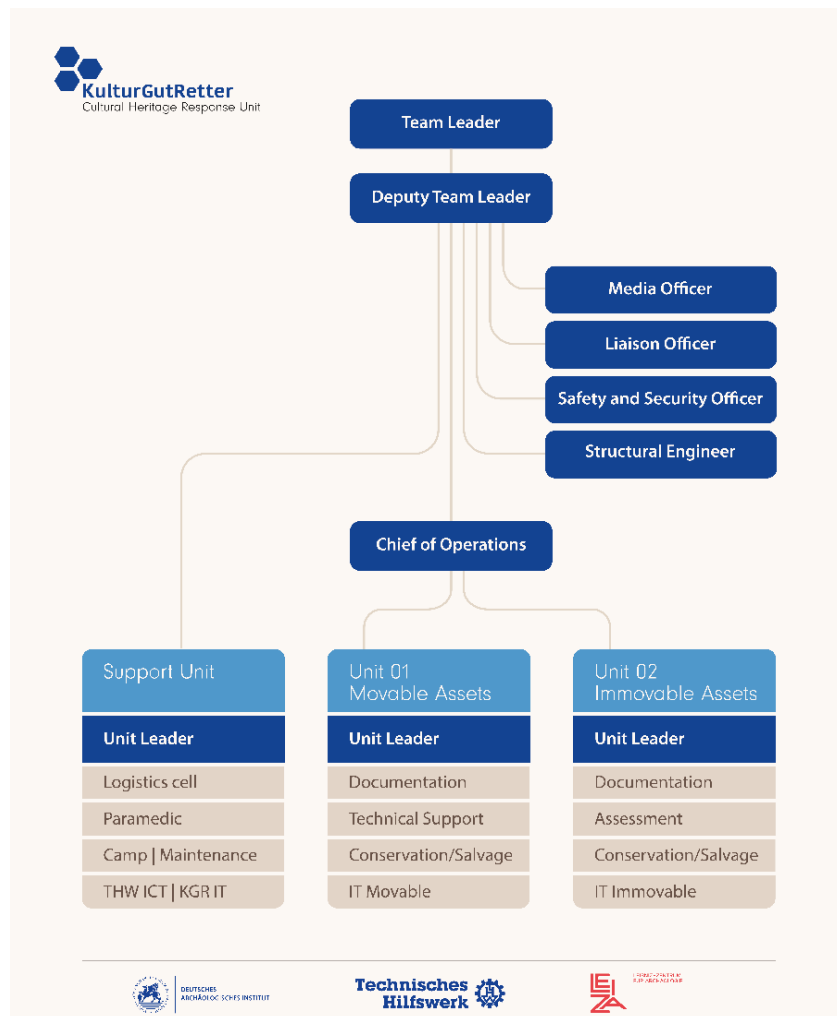 KulturGutRetter
Cultural Heritage Response Unit
Team Leader
Deputy Team Leader
Media Officer
Liaison Officer
Safety and Security Officer
Structural Engineer
Chief of Operations
Support Unit
Unit Leader
Logistics cell
Paramedic
Camp | Maintenance
THW ICT | KGR IT
Unit 01
Movable Assets
Unit Leader
Documentation
Technical Support
Conservation/Salvage
IT Movable
Unit 02
Immovable Assets
Unit Leader
Documentation
Assessment
Conservation/Salvage
IT Immovable
DEUTSCHES
ARCHÄOLOGISCHES INSTITUT
Technisches
Hilfswerk
THW
LEIZA